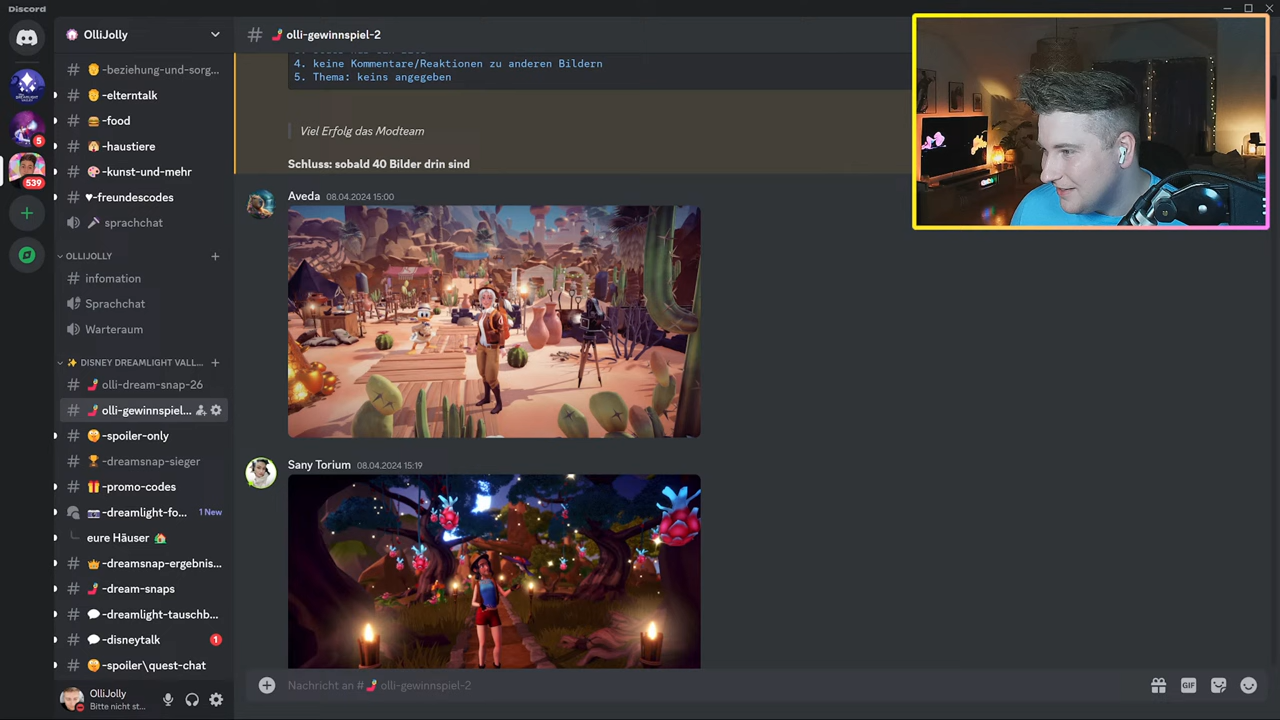 Discord
OlliJolly
-beziehung-und-sorg...
-elterntalk
-food
-haustiere
-kunst-und-mehr
-freundescodes
sprachchat
OLLIJOLLY
infomation
Sprachchat
Warteraum
DISNEY DREAMLIGHT VALL...
olli-dream-snap-26
olli-gewinnspiel...
-spoiler-only
-dreamsnap-sieger
-promo-codes
-dreamlight-fo...
1 New
eure Häuser
-dreamsnap-ergebnis...
-dream-snaps
-dreamlight-tauschb...
-disneytalk
1
-spoiler\quest-chat
OlliJolly
Bitte nicht st...
5
539
olli-gewinnspiel-2
4. keine Kommentare/Reaktionen zu anderen Bildern
5. Thema: keins angegeben
Viel Erfolg das Modteam
Schluss: sobald 40 Bilder drin sind
Aveda 08.04.2024 15:00
Sany Torium 08.04.2024 15:19
Nachricht an # olli-gewinnspiel-2
GIF